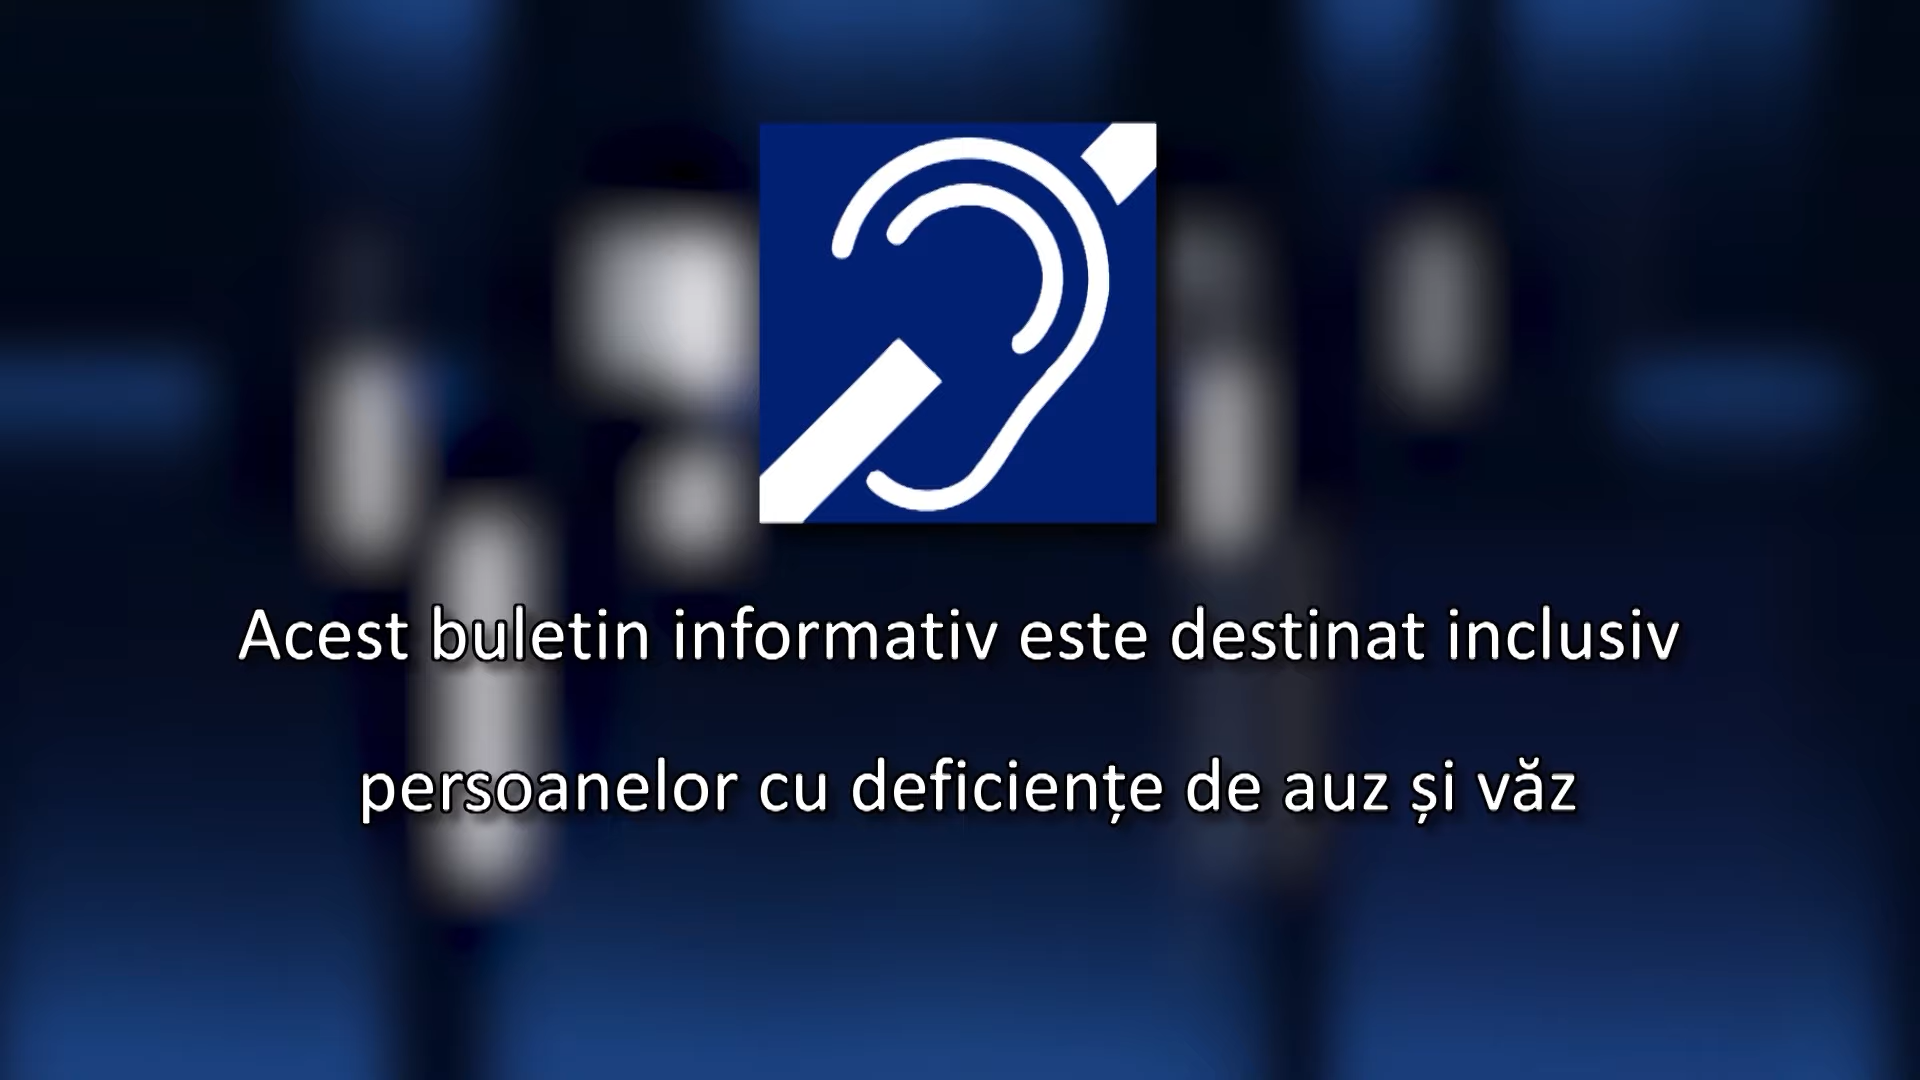 Acest buletin informativ este destinat inclusiv
persoanelor cu deficiențe de auz și văz